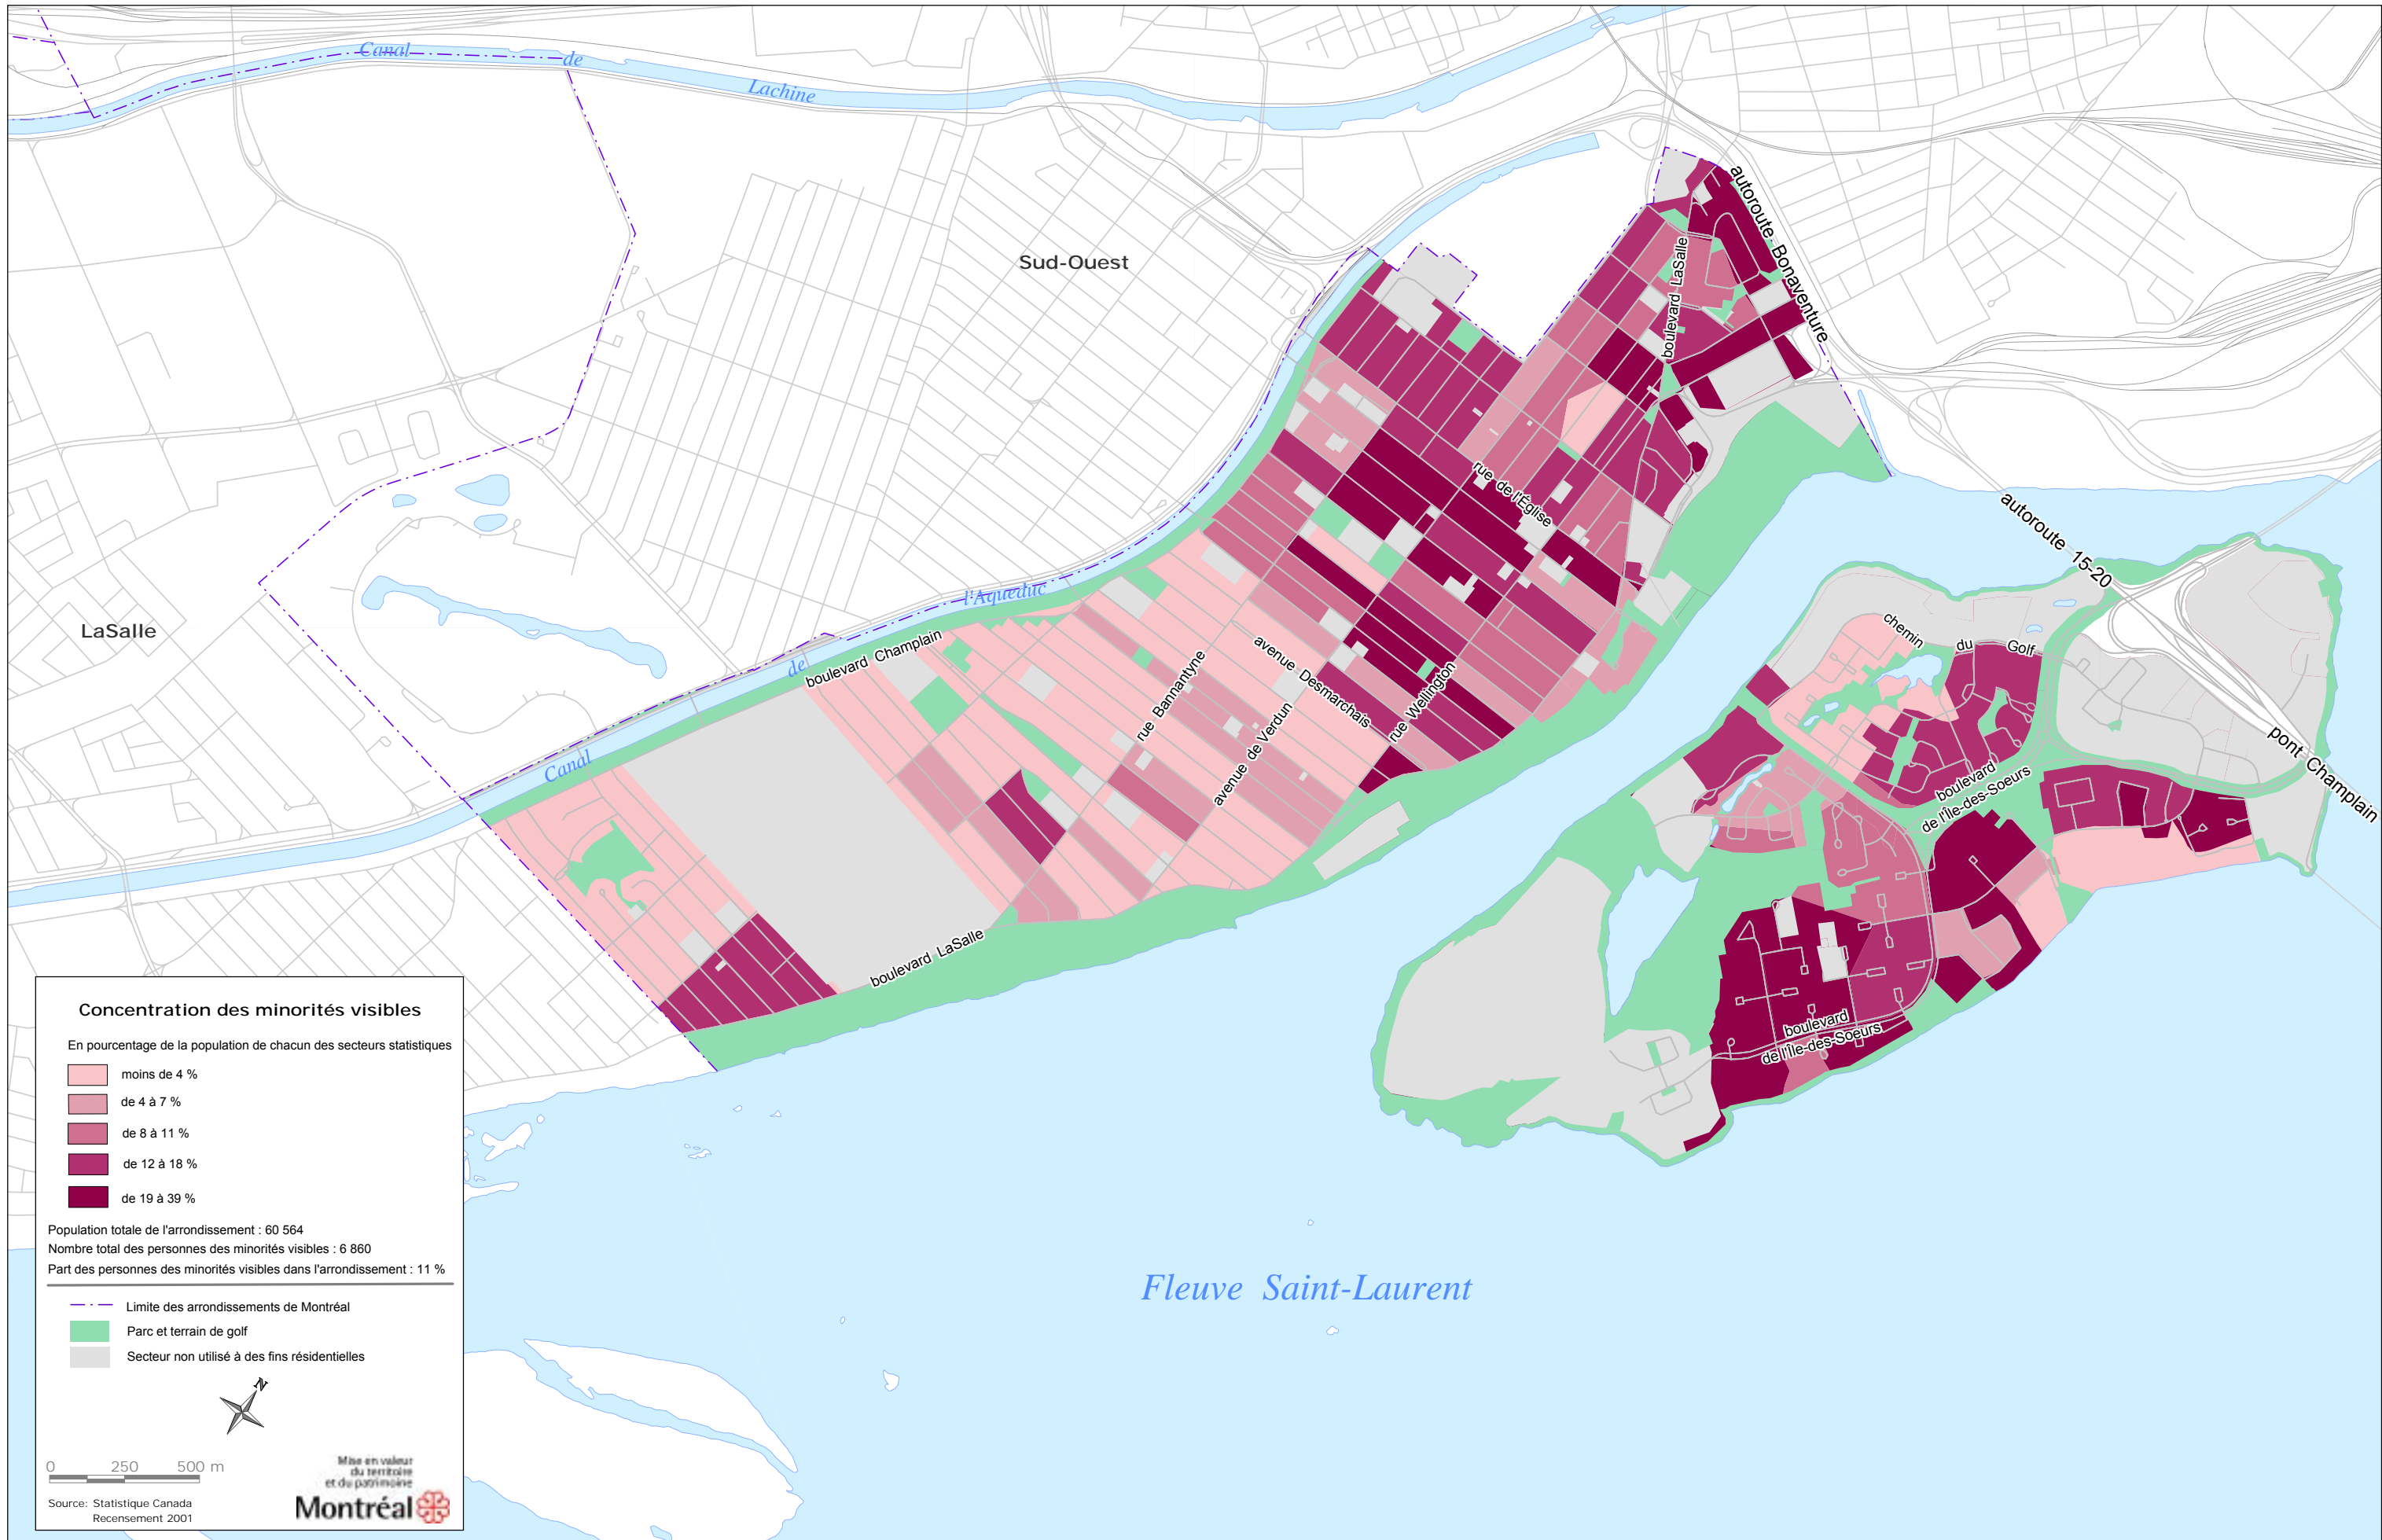 Canal de Lachine
Sud-Ouest
LaSalle
autoroute Bonaventure
boulevard LaSalle
rue de l'Église
autoroute 15-20
chemin du Golf
pont Champlain
boulevard
de l'Île-des-Soeurs
Canal de l'Aqueduc
boulevard Champlain
rue Bannantyne
avenue Desmarchais
avenue de Verdun
rue Wellington
boulevard LaSalle
boulevard
de l'Île-des-Soeurs
Fleuve Saint-Laurent
Concentration des minorités visibles
En pourcentage de la population de chacun des secteurs statistiques
moins de 4 %
de 4 à 7 %
de 8 à 11 %
de 12 à 18 %
de 19 à 39 %
Population totale de l'arrondissement : 60 564
Nombre total des personnes des minorités visibles : 6 860
Part des personnes des minorités visibles dans l'arrondissement : 11 %
Limite des arrondissements de Montréal
Parc et terrain de golf
Secteur non utilisé à des fins résidentielles
N
0 250 500 m
Source: Statistique Canada
Recensement 2001
Mise en valeur
du territoire
et du patrimoine
Montréal